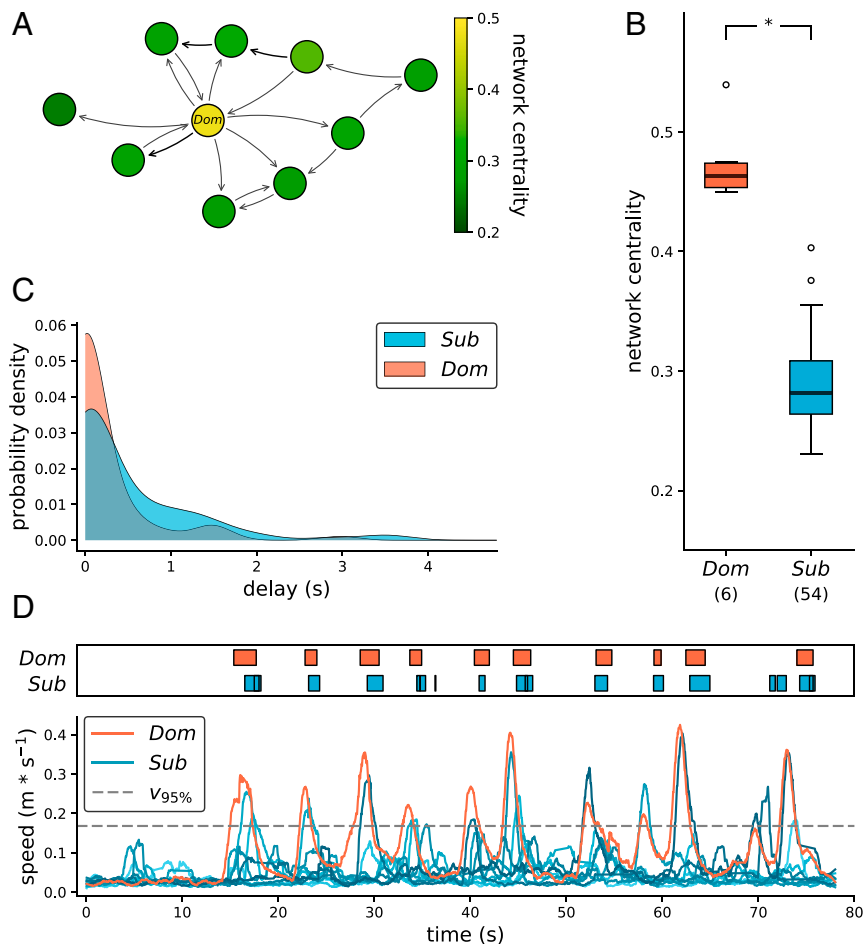 A
Dom
0.5
0.4
0.3
0.2
network centrality
B
*
0.5
0.4
0.3
0.2
network centrality
Dom
(6)
Sub
(54)
C
0.06
0.05
0.04
0.03
0.02
0.01
0.00
probability density
0 1 2 3 4
delay (s)
Sub
Dom
D
Dom
Sub
Dom
Sub
v95%
0.4
0.3
0.2
0.1
0.0
speed (m * s⁻¹)
0 10 20 30 40 50 60 70 80
time (s)